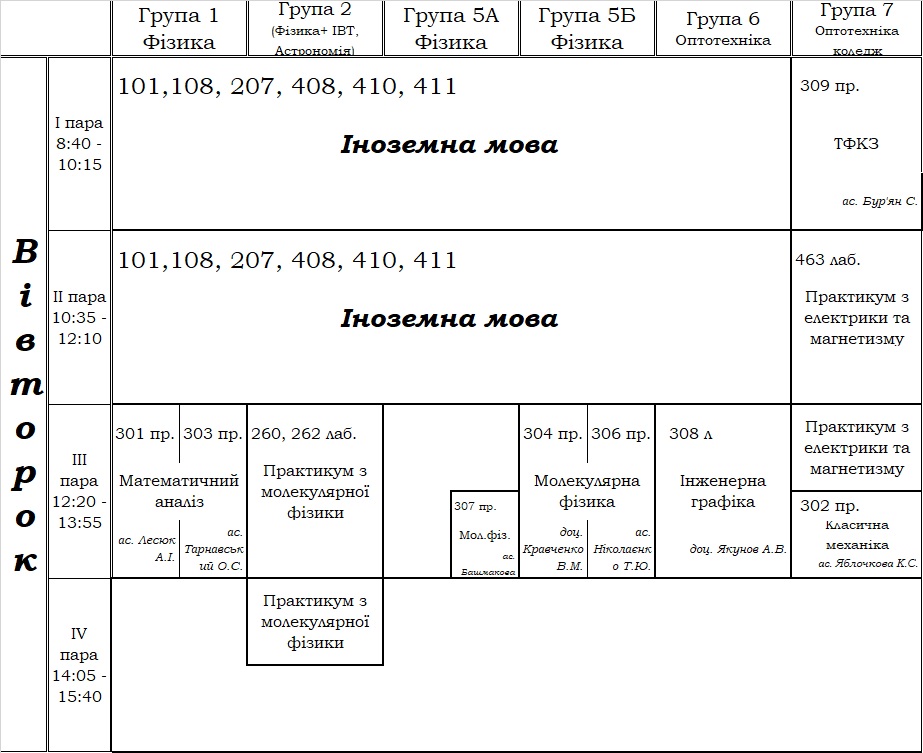 Група 1
Фізика
Група 2
(Фізика+ ІВТ,
Астрономія)
Група 5А
Фізика
Група 5Б
Фізика
Група 6
Оптотехніка
Група 7
Оптотехніка
коледж
Вівторок
І пара
8:40 -
10:15
101,108, 207, 408, 410, 411
Іноземна мова
309 пр.
ТФКЗ
ас. Бур'ян С.
ІІ пара
10:35 -
12:10
101,108, 207, 408, 410, 411
Іноземна мова
463 лаб.
Практикум з
електрики та
магнетизму
ІІІ
пара
12:20 -
13:55
301 пр.
303 пр.
Математичний
аналіз
ас. Лесюк
А.І.
ас.
Тарнавськ
ий О.С.
260, 262 лаб.
Практикум з
молекулярної
фізики
307 пр.
Мол.фіз.
ас.
Башмакова
304 пр.
306 пр.
Молекулярна
фізика
доц.
Кравченко
В.М.
ас.
Ніколаєнк
о Т.Ю.
308 л
Інженерна
графіка
доц. Якунов А.В.
Практикум з
електрики та
магнетизму
302 пр.
Класична
механіка
ас. Яблочкова К.С.
IV
пара
14:05 -
15:40
Практикум з
молекулярної
фізики